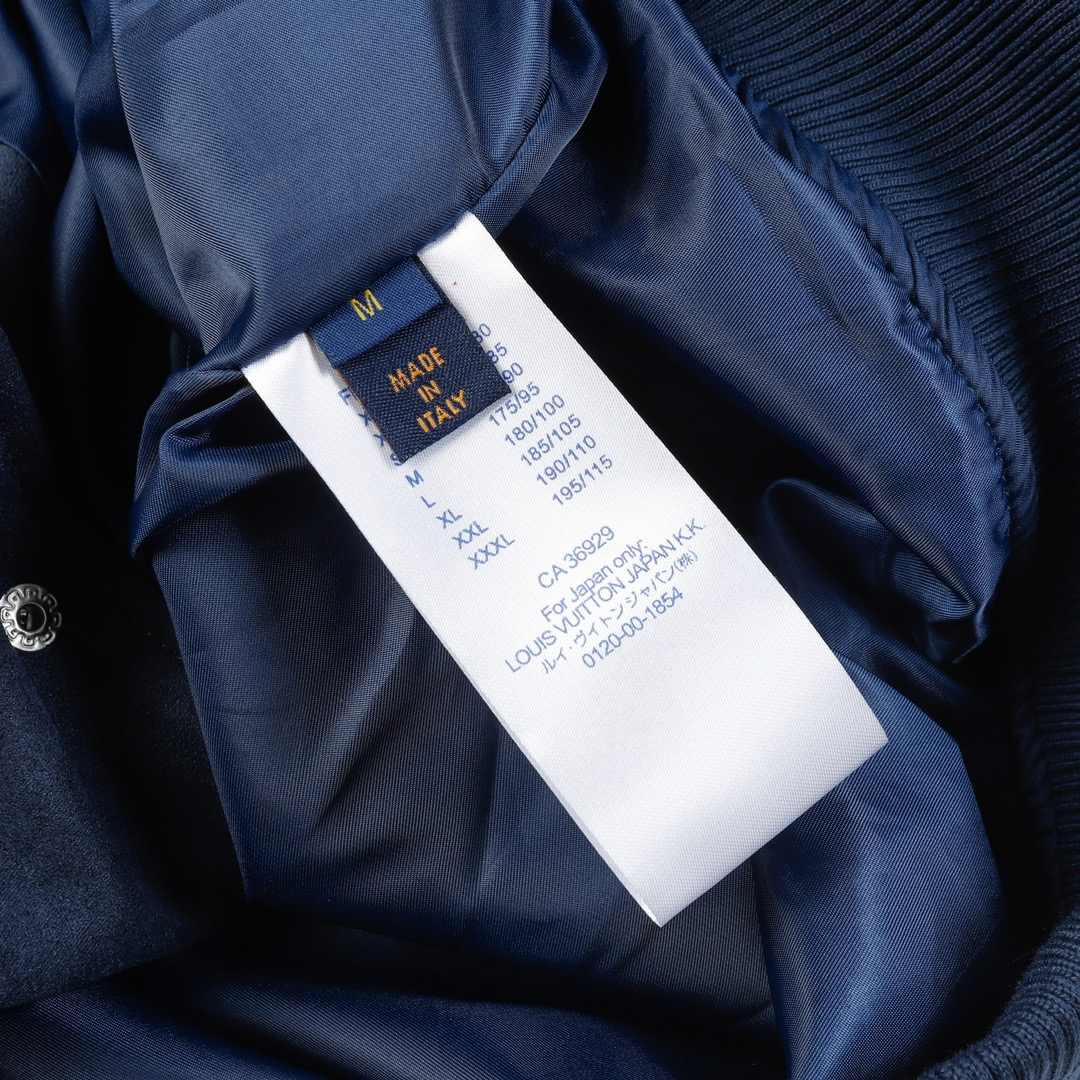 M
MADE
IN
ITALY
175/95
M 180/100
L 185/105
XL 190/110
XXL 195/115
XXXL
CA 36929
For Japan only:
LOUIS VUITTON JAPAN K.K.
ルイ・ヴィトンジャパン(株)
0120-00-1854